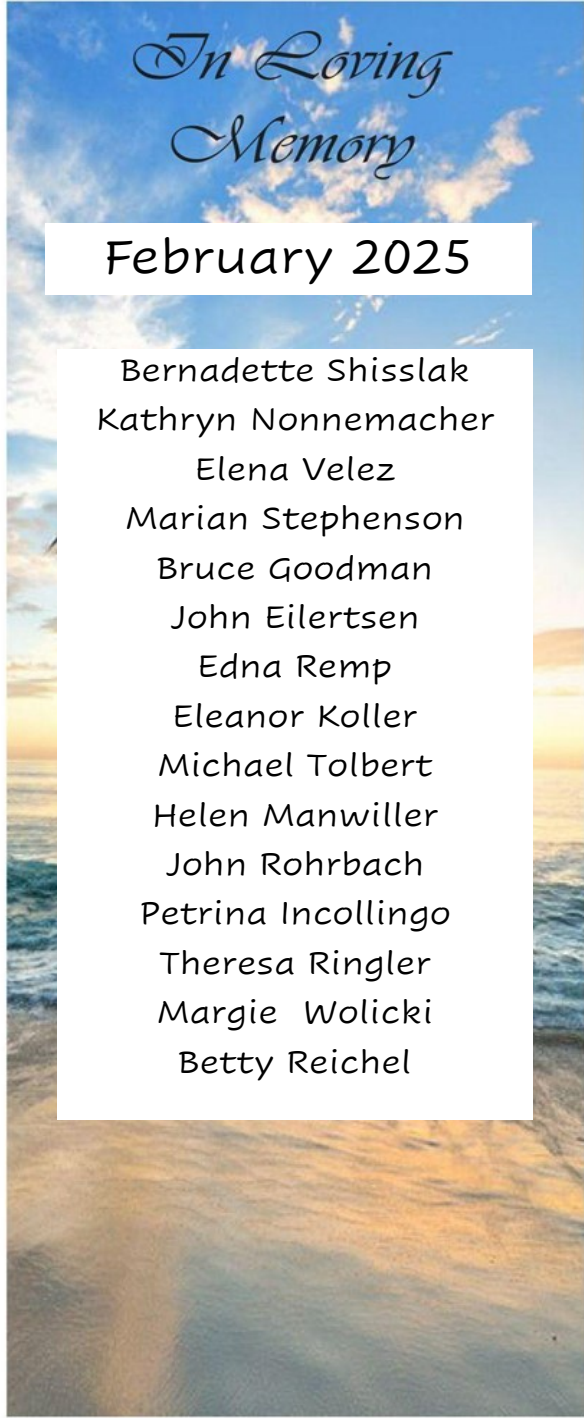 In Loving
Memory
February 2025
Bernadette Shisslak
Kathryn Nonnemacher
Elena Velez
Marian Stephenson
Bruce Goodman
John Eilertsen
Edna Remp
Eleanor Koller
Michael Tolbert
Helen Manwiller
John Rohrbach
Petrina Incollingo
Theresa Ringler
Margie  Wolicki
Betty Reichel